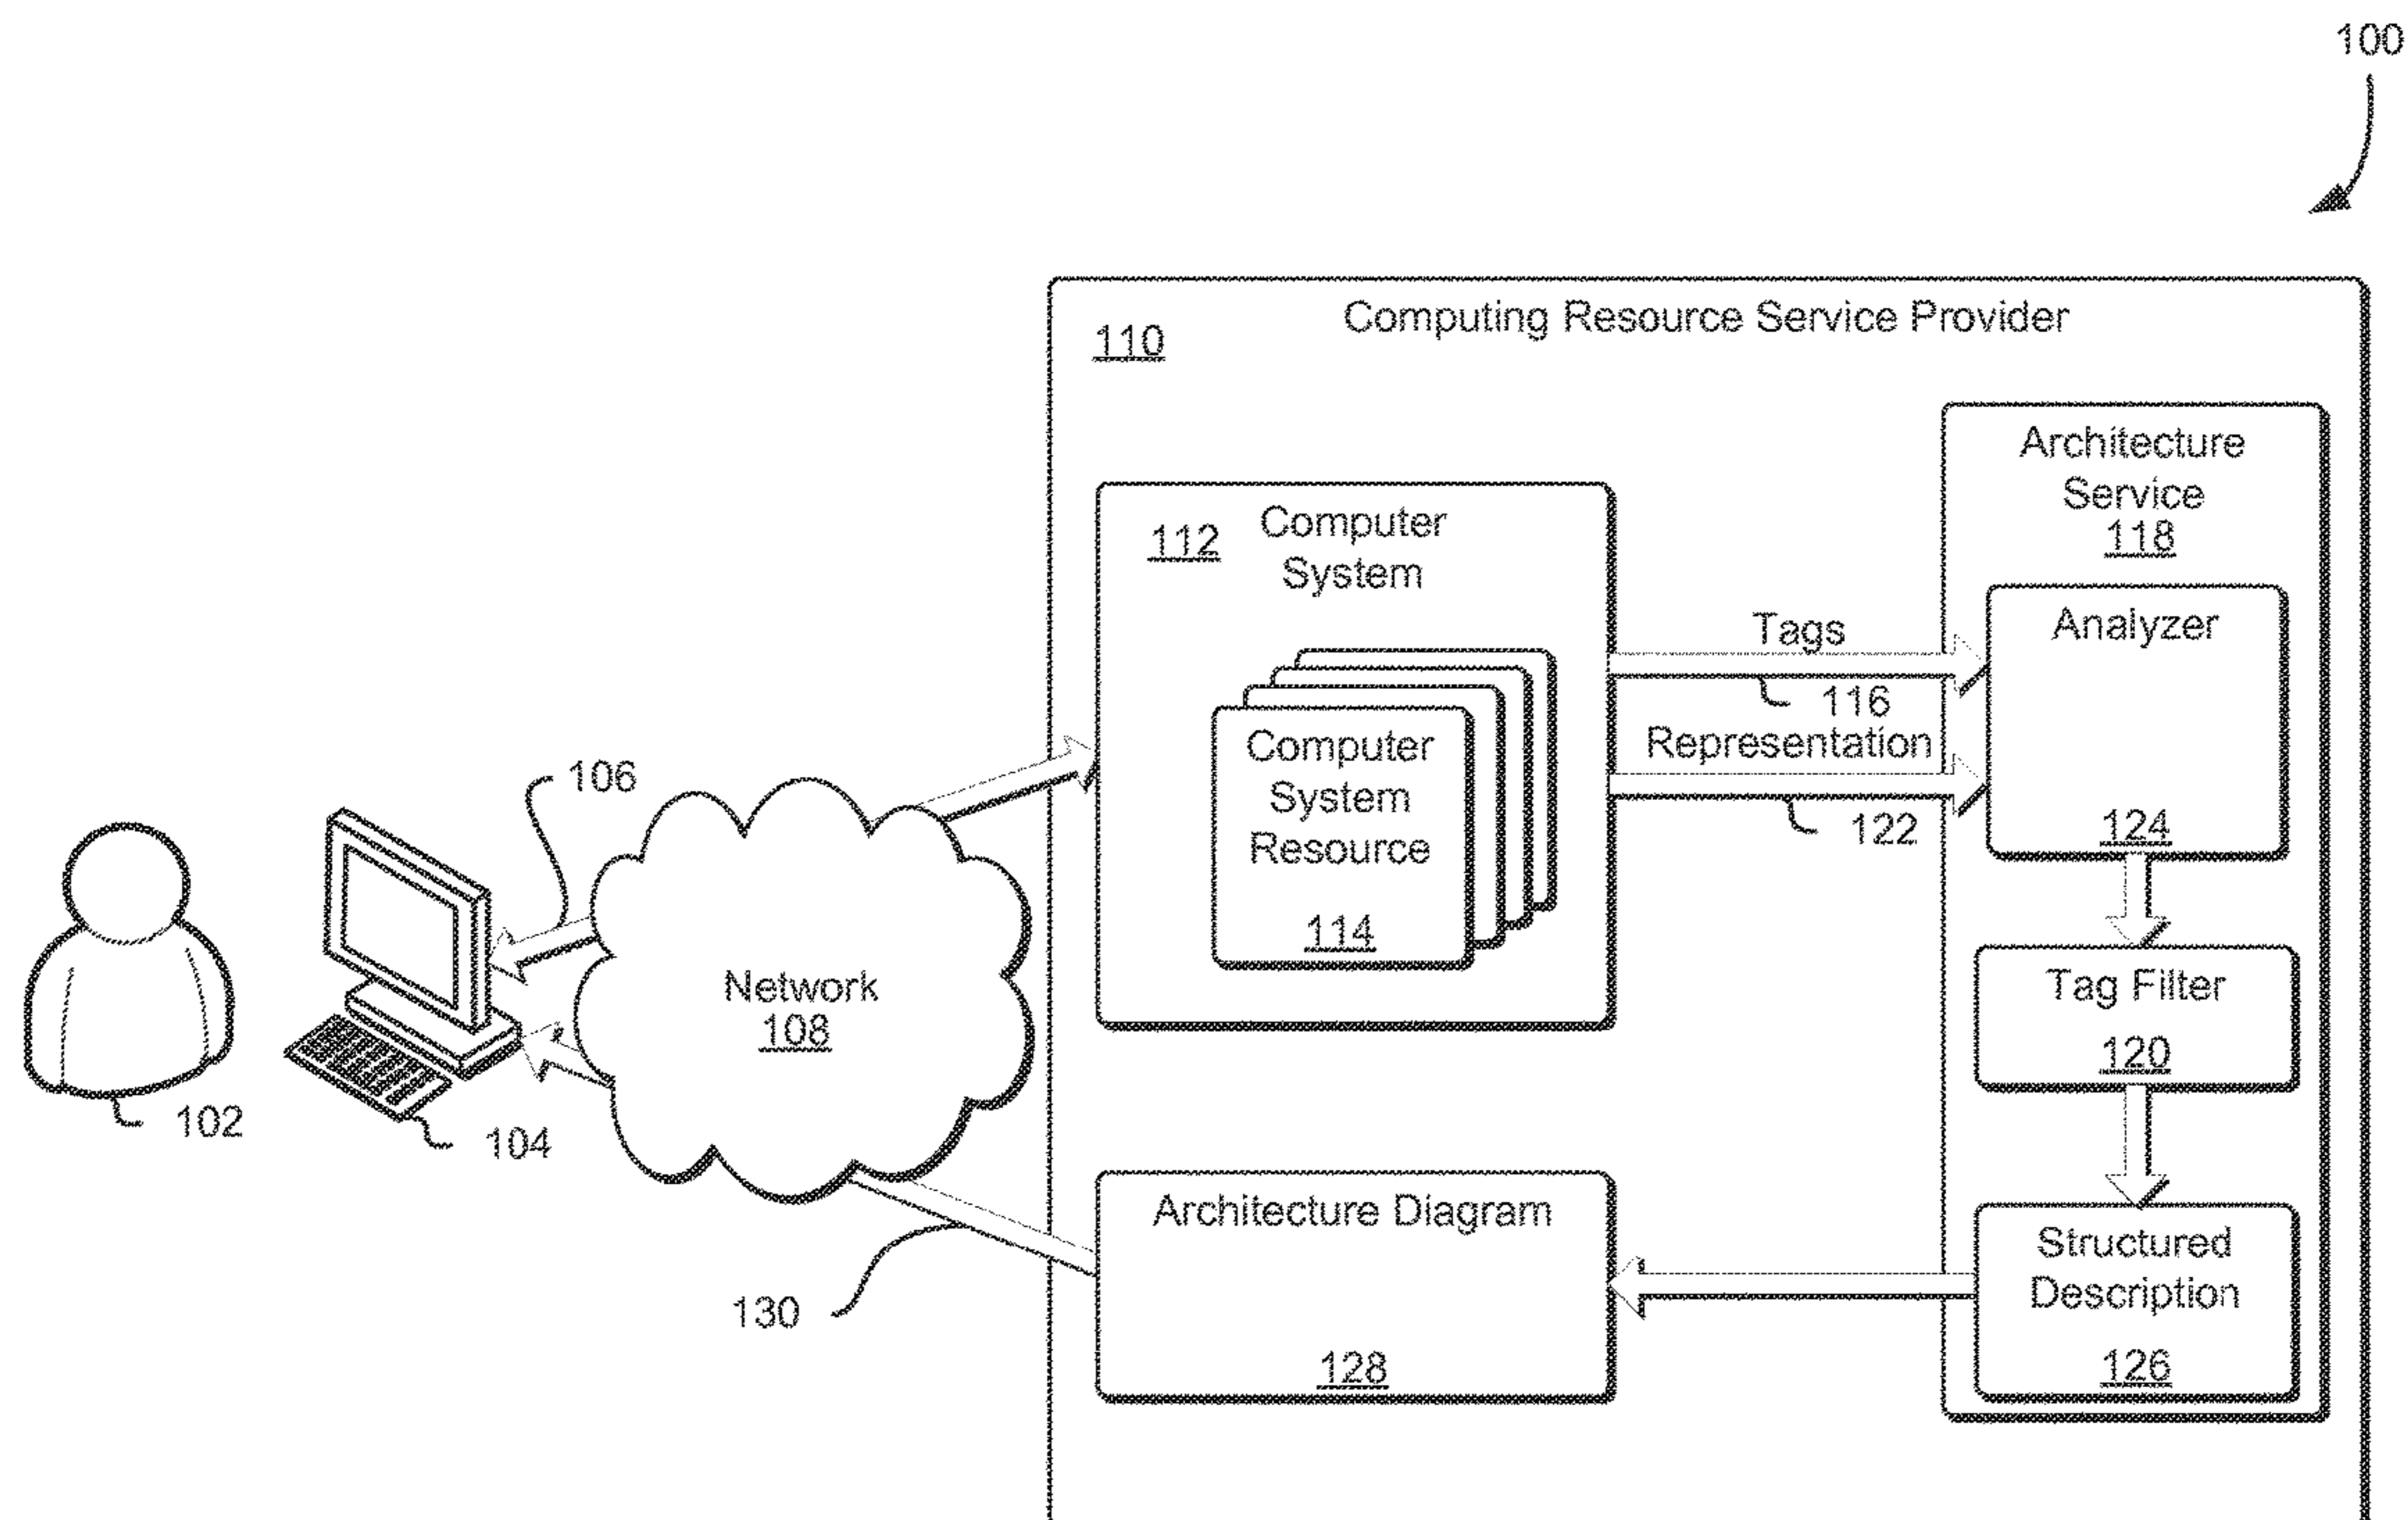 100
Computing Resource Service Provider
110
Architecture
Service
118
112
Computer
System
Tags
Analyzer
116
Representation
Computer
System
Resource
106
122
124
114
Network
108
Tag Filter
120
102
104
Architecture Diagram
Structured
Description
130
128
126